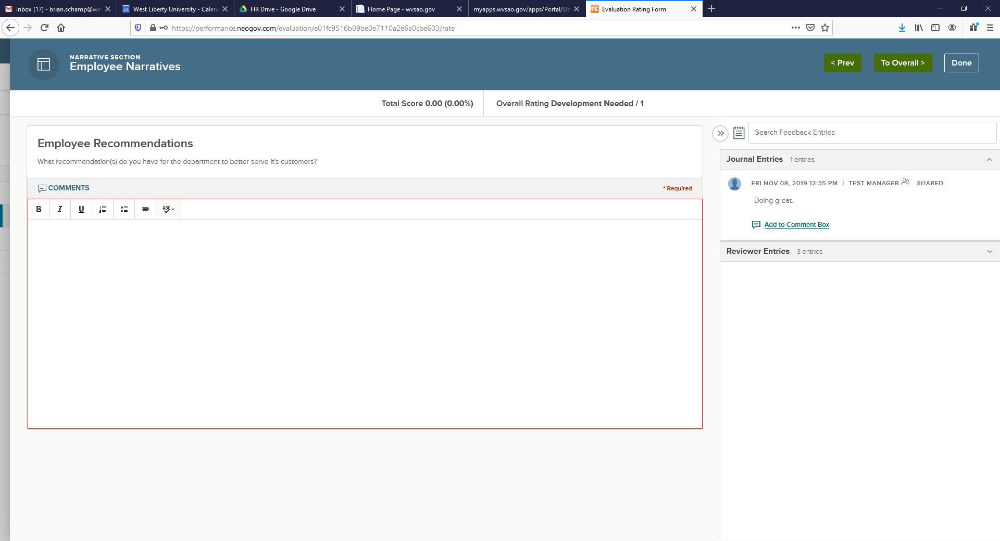 Inbox (17) - brian.schamp@we
West Liberty University - Calen
HR Drive - Google Drive
Home Page - wvsao.gov
myapps.wvsao.gov/apps/Portal/De
PE Evaluation Rating Form
https://performance.neogov.com/evaluation/e01fc9516b09be0e7110a2e6a0cbe603/rate
NARRATIVE SECTION
Employee Narratives
< Prev
To Overall >
Done
Total Score 0.00 (0.00%)
Overall Rating Development Needed / 1
Employee Recommendations
What recommendation(s) do you have for the department to better serve it's customers?
COMMENTS
* Required
B I U ABC
Search Feedback Entries
Journal Entries 1 entries
FRI NOV 08, 2019 12:35 PM | TEST MANAGER SHARED
Doing great.
Add to Comment Box
Reviewer Entries 3 entries